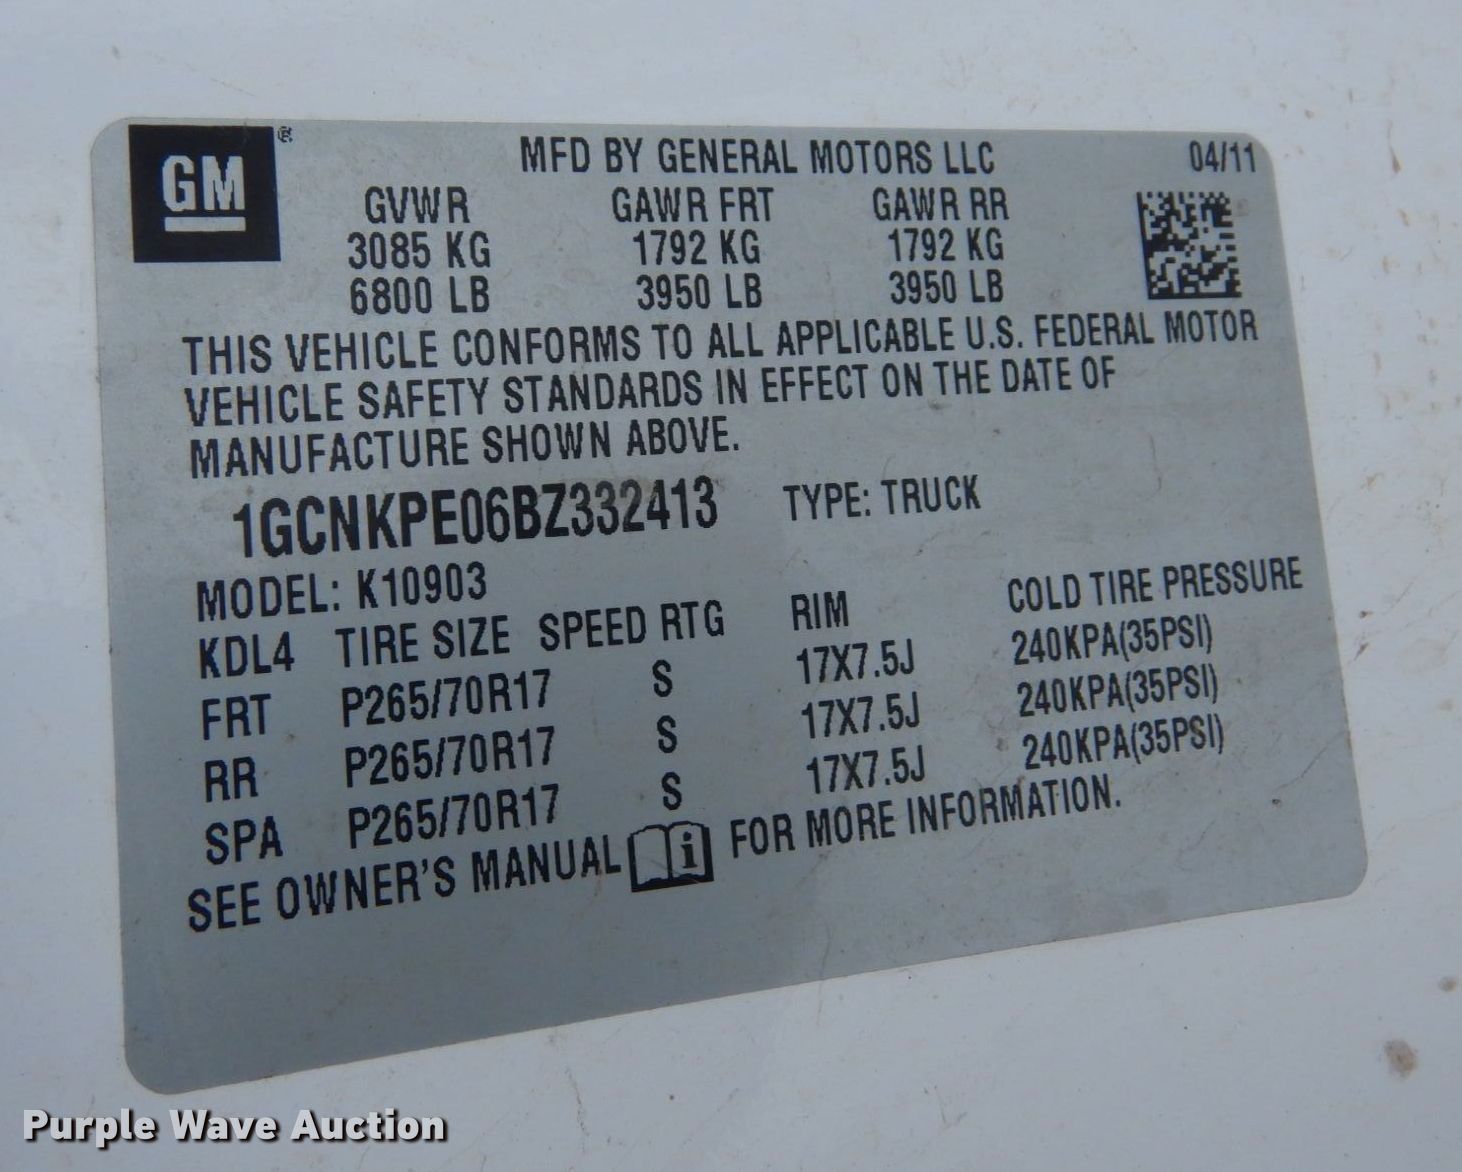 GM ®
MFD BY GENERAL MOTORS LLC 04/11
GVWR GAWR FRT GAWR RR
3085 KG 1792 KG 1792 KG
6800 LB 3950 LB 3950 LB
THIS VEHICLE CONFORMS TO ALL APPLICABLE U.S. FEDERAL MOTOR
VEHICLE SAFETY STANDARDS IN EFFECT ON THE DATE OF
MANUFACTURE SHOWN ABOVE.
1GCNKPE06BZ332413 TYPE: TRUCK
MODEL: K10903
KDL4 TIRE SIZE SPEED RTG RIM COLD TIRE PRESSURE
FRT P265/70R17 S 17X7.5J 240KPA(35PSI)
RR P265/70R17 S 17X7.5J 240KPA(35PSI)
SPA P265/70R17 S 17X7.5J 240KPA(35PSI)
SEE OWNER'S MANUAL i FOR MORE INFORMATION.
Purple Wave Auction